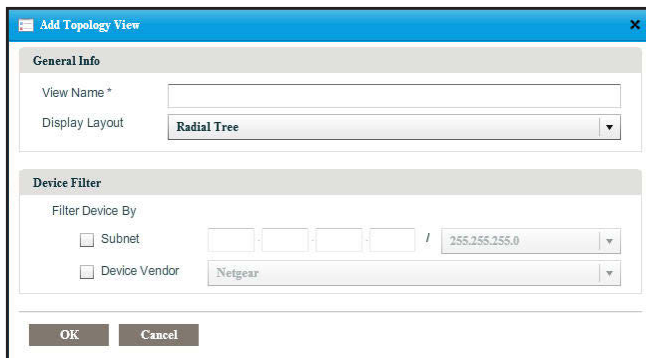 Add Topology View
General Info
View Name *
Display Layout Radial Tree
Device Filter
Filter Device By
Subnet . . . / 255.255.255.0
Device Vendor Netgear
OK Cancel